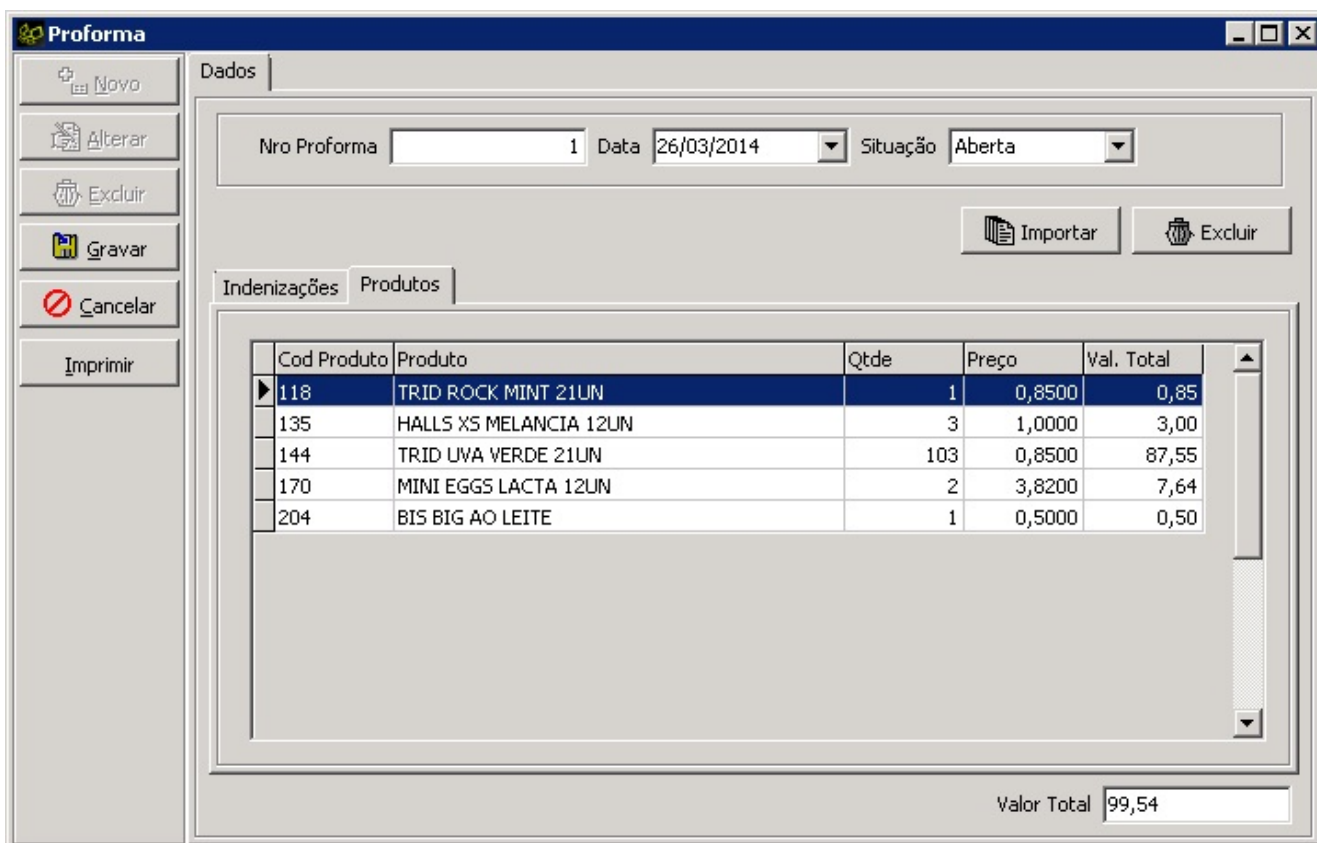 Proforma
Novo
Alterar
Excluir
Gravar
Cancelar
Imprimir
Dados
Nro Proforma 1 Data 26/03/2014 Situação Aberta
Importar Excluir
Indenizações Produtos
Cod Produto Produto Qtde Preço Val. Total
118 TRID ROCK MINT 21UN 1 0,8500 0,85
135 HALLS XS MELANCIA 12UN 3 1,0000 3,00
144 TRID UVA VERDE 21UN 103 0,8500 87,55
170 MINI EGGS LACTA 12UN 2 3,8200 7,64
204 BIS BIG AO LEITE 1 0,5000 0,50
Valor Total 99,54